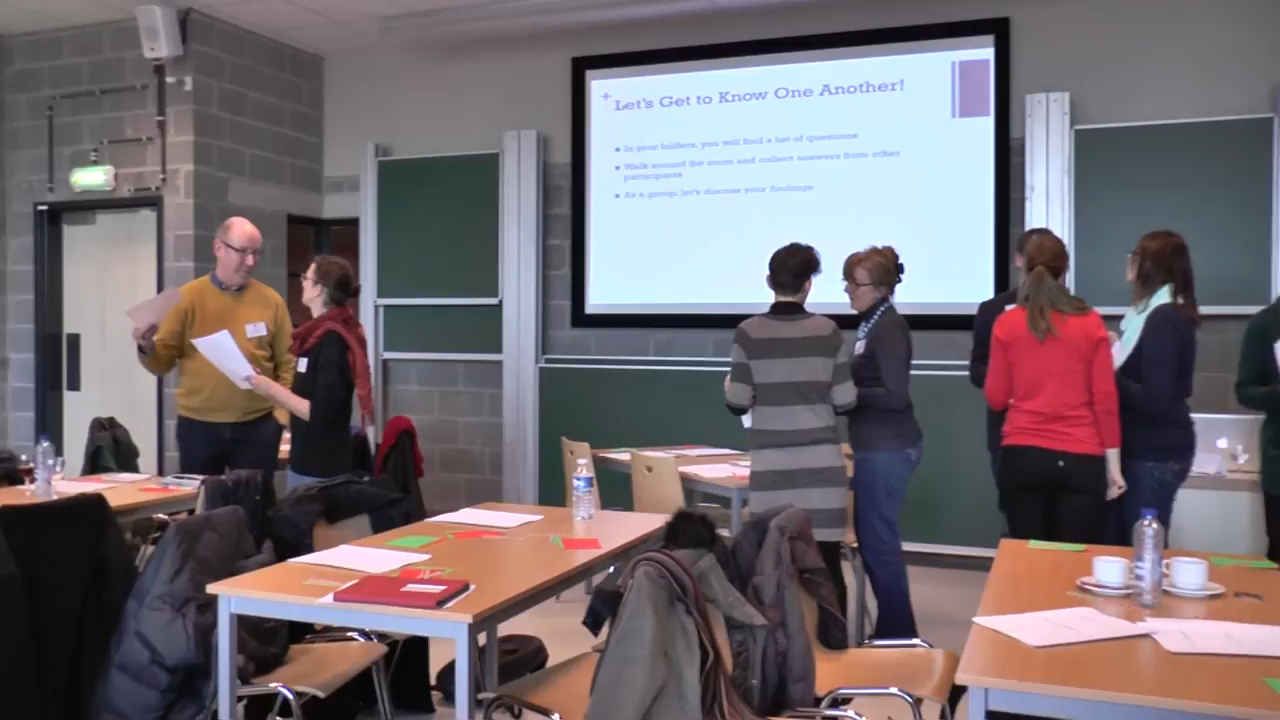 Let's Get to Know One Another!
In your folders, you will find a list of questions
Walk around the room and collect answers from other
participants
As a group, let's discuss your findings